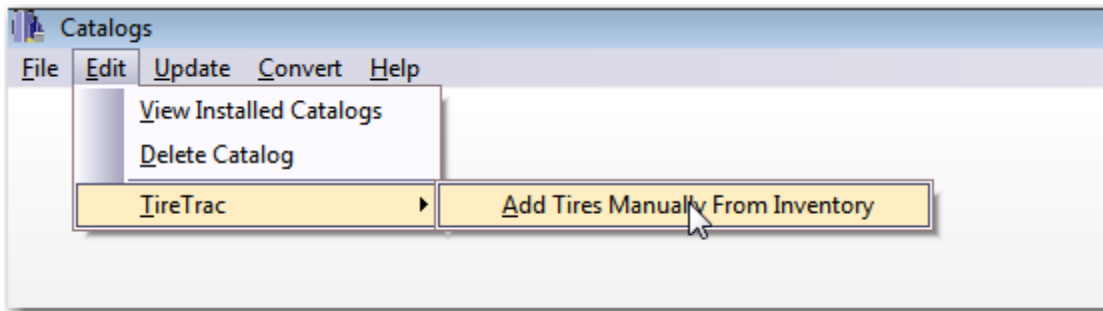 Catalogs
File Edit Update Convert Help
View Installed Catalogs
Delete Catalog
TireTrac Add Tires Manually From Inventory